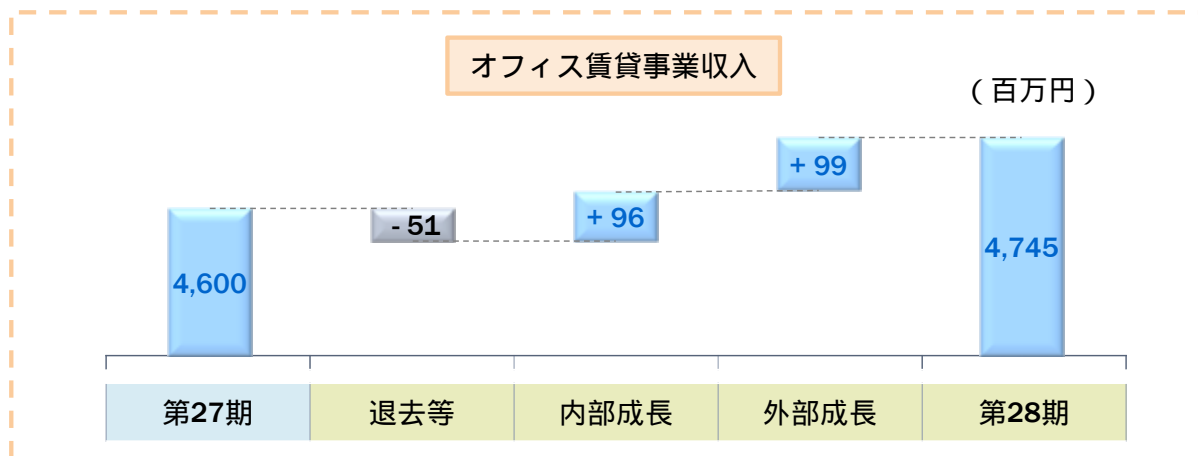 オフィス賃貸事業収入
（百万円）
+ 99
- 51
+ 96
4,600
4,745
第27期
退去等
内部成長
外部成長
第28期